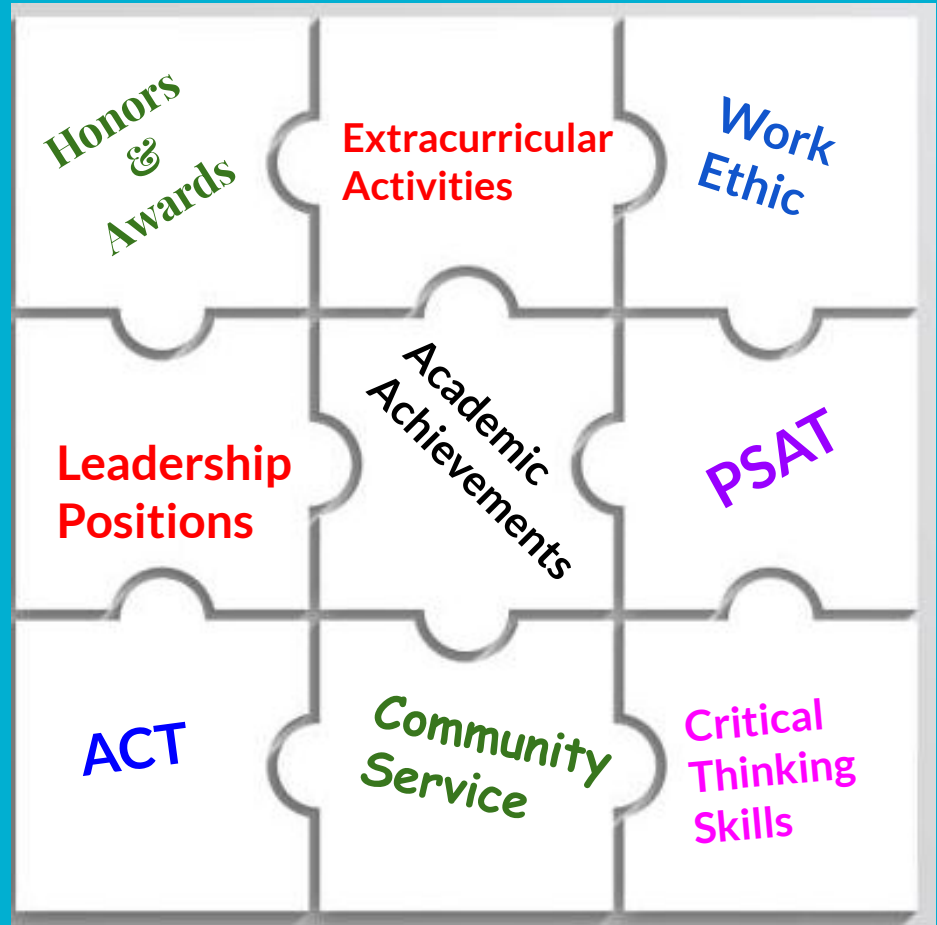 Honors
&
Awards
Extracurricular
Activities
Work
Ethic
Leadership
Positions
Academic
Achievements
PSAT
ACT
Community
Service
Critical
Thinking
Skills